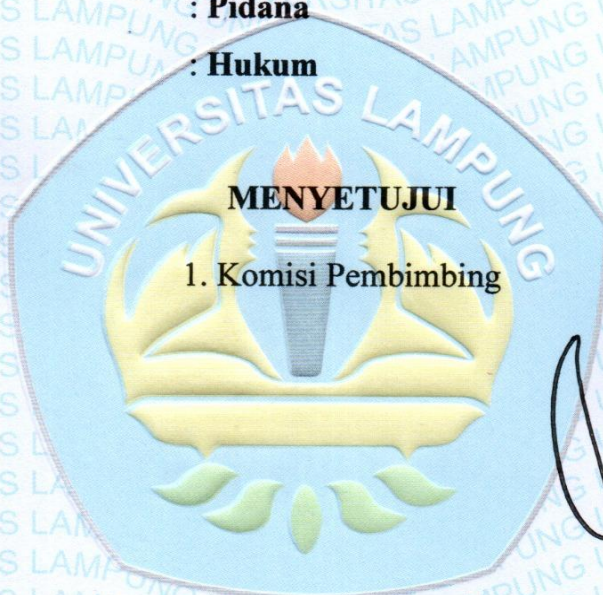 : Pidana
: Hukum
UNIVERSITAS LAMPUNG
MENYETUJUI
1. Komisi Pembimbing